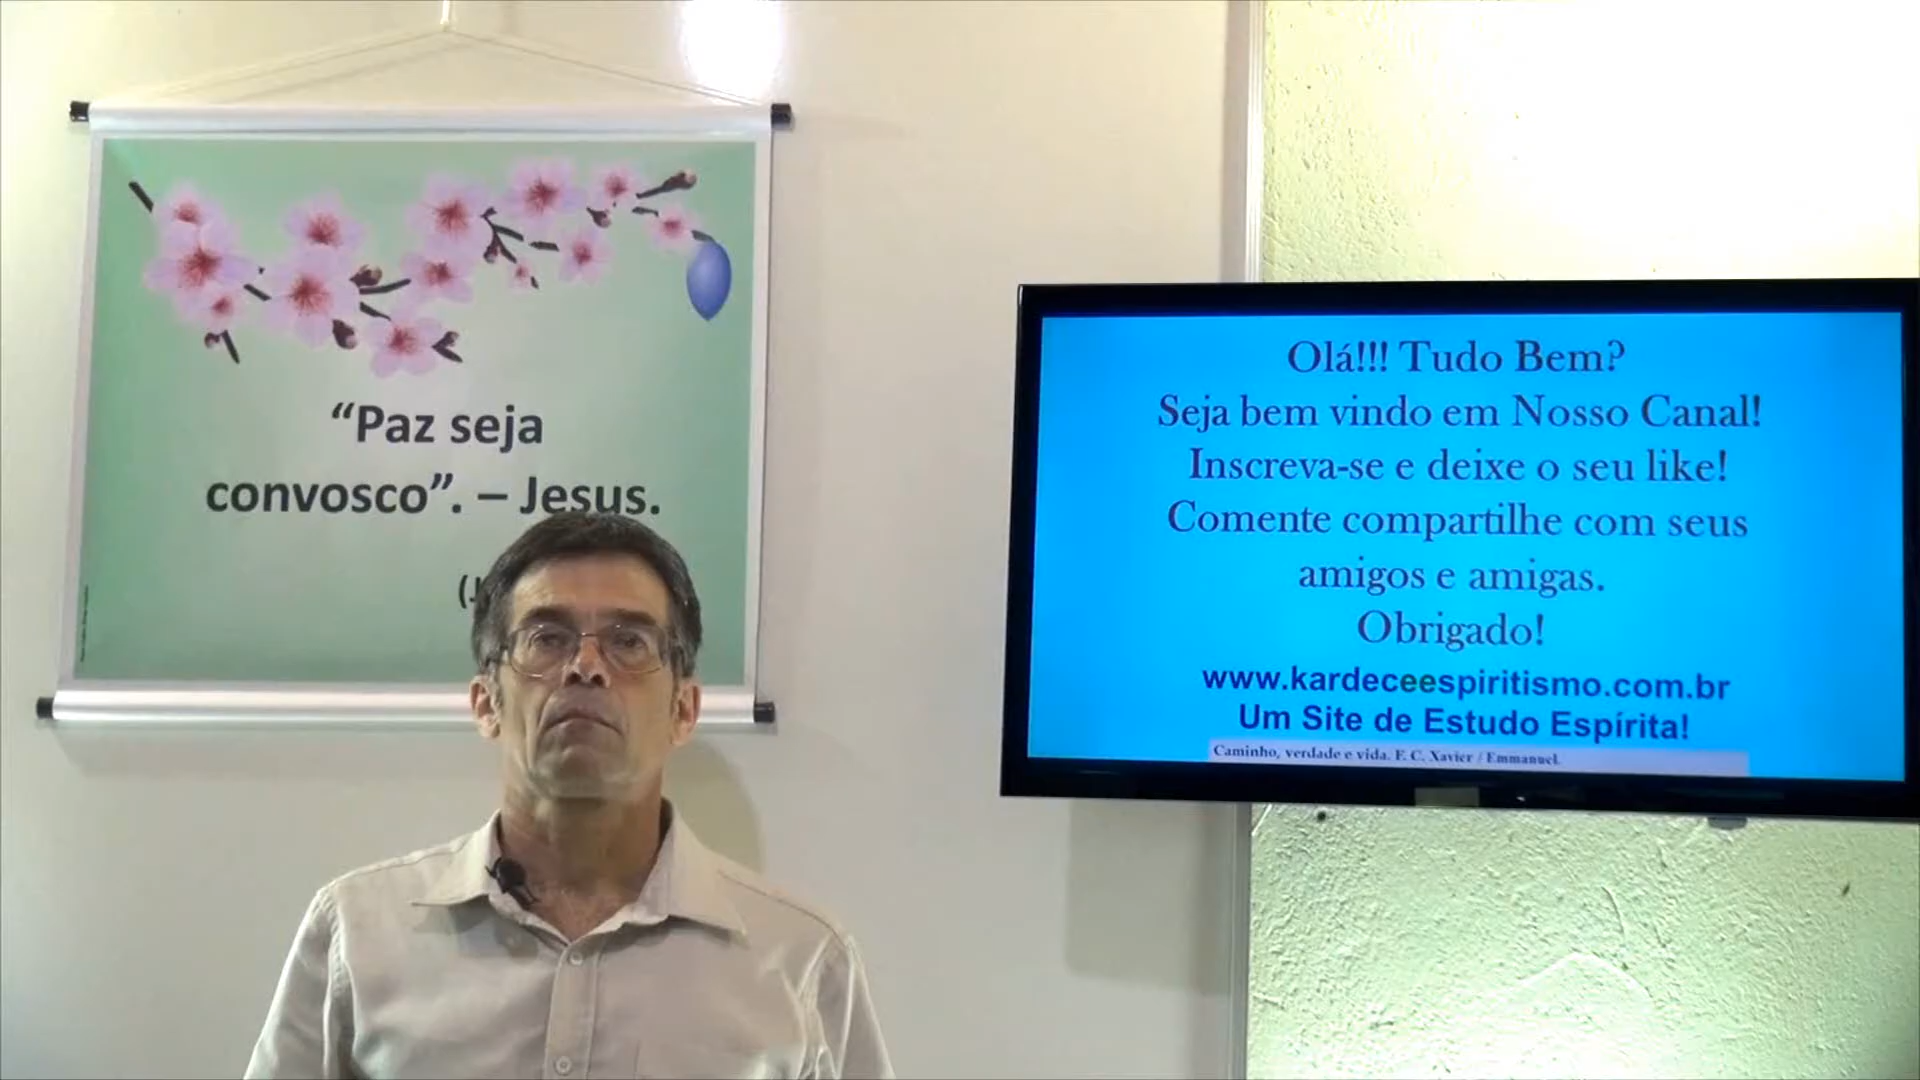 “Paz seja
convosco”. – Jesus.
Olá!!! Tudo Bem?
Seja bem vindo em Nosso Canal!
Inscreva-se e deixe o seu like!
Comente compartilhe com seus
amigos e amigas.
Obrigado!
www.kardeceespiritismo.com.br
Um Site de Estudo Espírita!
Caminho, verdade e vida. F. C. Xavier / Emmanuel.